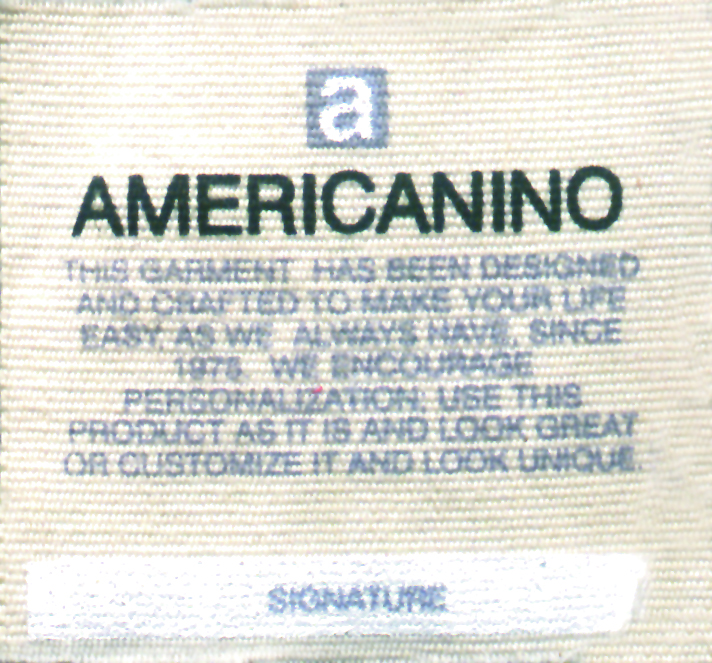 a
AMERICANINO
THIS GARMENT HAS BEEN DESIGNED
AND CRAFTED TO MAKE YOUR LIFE
EASY, AS WE ALWAYS HAVE, SINCE
WE ENCOURAGE
PERSONALIZATION: USE THIS
PRODUCT AS IT IS AND LOOK GREAT
OR CUSTOMIZE IT AND LOOK UNIQUE.
SIGNATURE